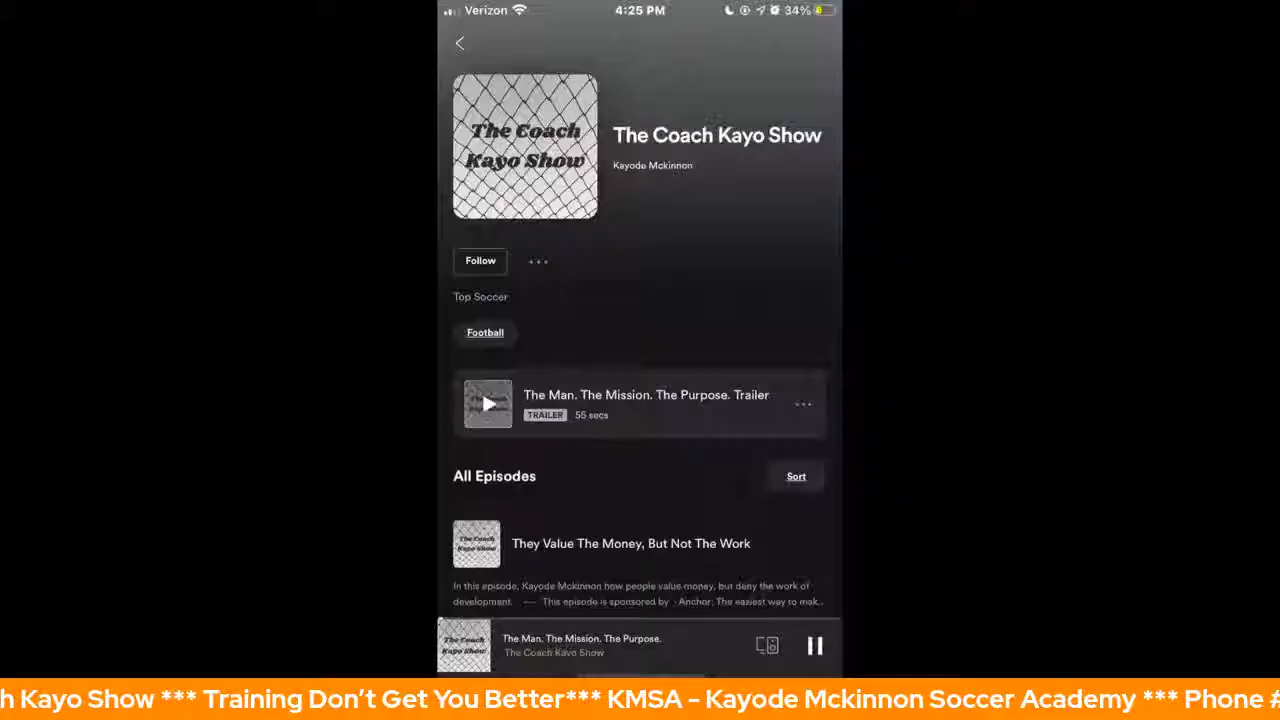 Verizon 4:25 PM 34%
The Coach
Kayo Show
The Coach Kayo Show
Kayode Mckinnon
Follow
Top Soccer
Football
The Man. The Mission. The Purpose. Trailer
TRAILER 55 secs
All Episodes
Sort
The Coach
Kayo Show
They Value The Money, But Not The Work
In this episode, Kayode Mckinnon how people value money, but deny the work of
development. --- This episode is sponsored by · Anchor: The easiest way to mak...
The Coach
Kayo Show
The Man. The Mission. The Purpose.
The Coach Kayo Show
h Kayo Show *** Training Don't Get You Better*** KMSA - Kayode Mckinnon Soccer Academy *** Phone #